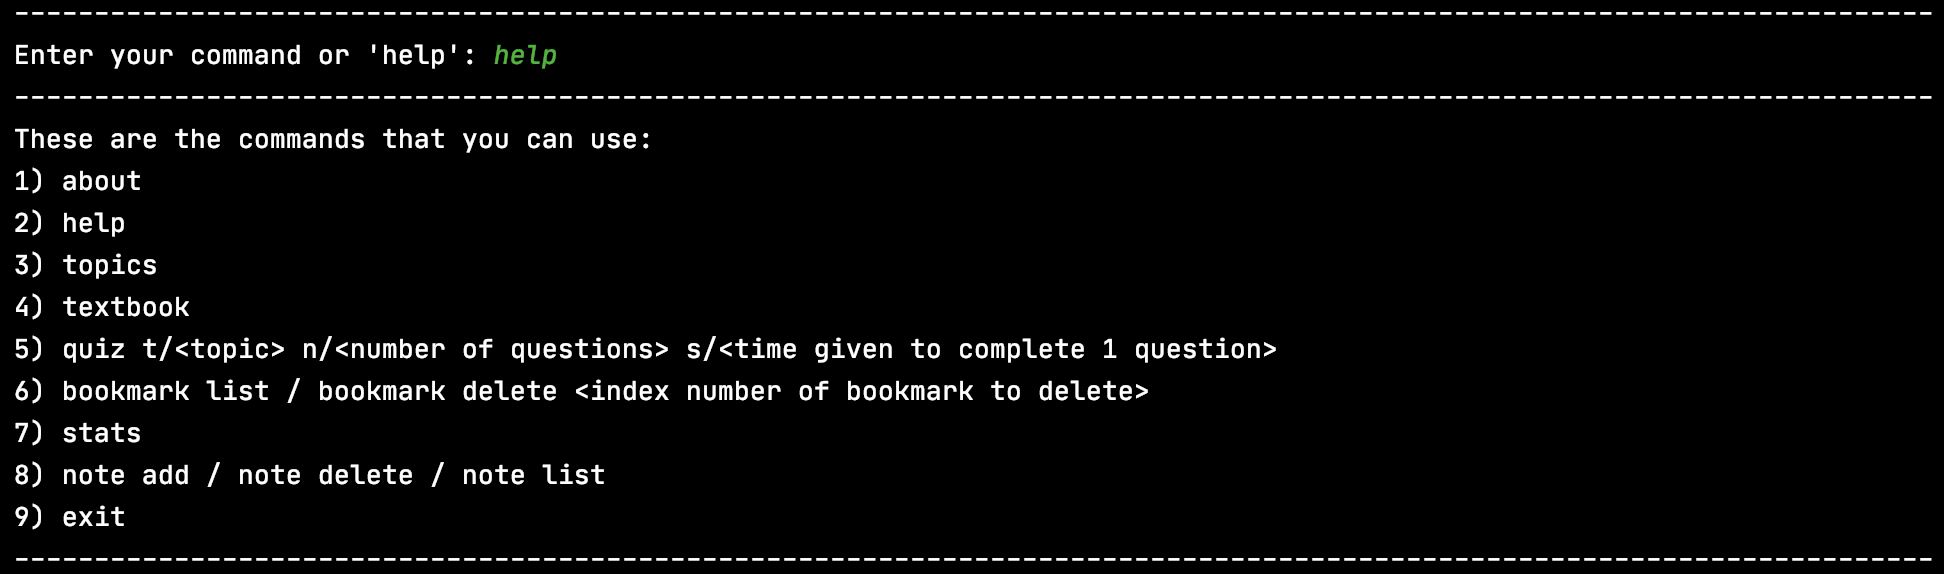 ------------------------------------------------------------------------------------------------------------------------
Enter your command or 'help': help
------------------------------------------------------------------------------------------------------------------------
These are the commands that you can use:
1) about
2) help
3) topics
4) textbook
5) quiz t/<topic> n/<number of questions> s/<time given to complete 1 question>
6) bookmark list / bookmark delete <index number of bookmark to delete>
7) stats
8) note add / note delete / note list
9) exit
------------------------------------------------------------------------------------------------------------------------